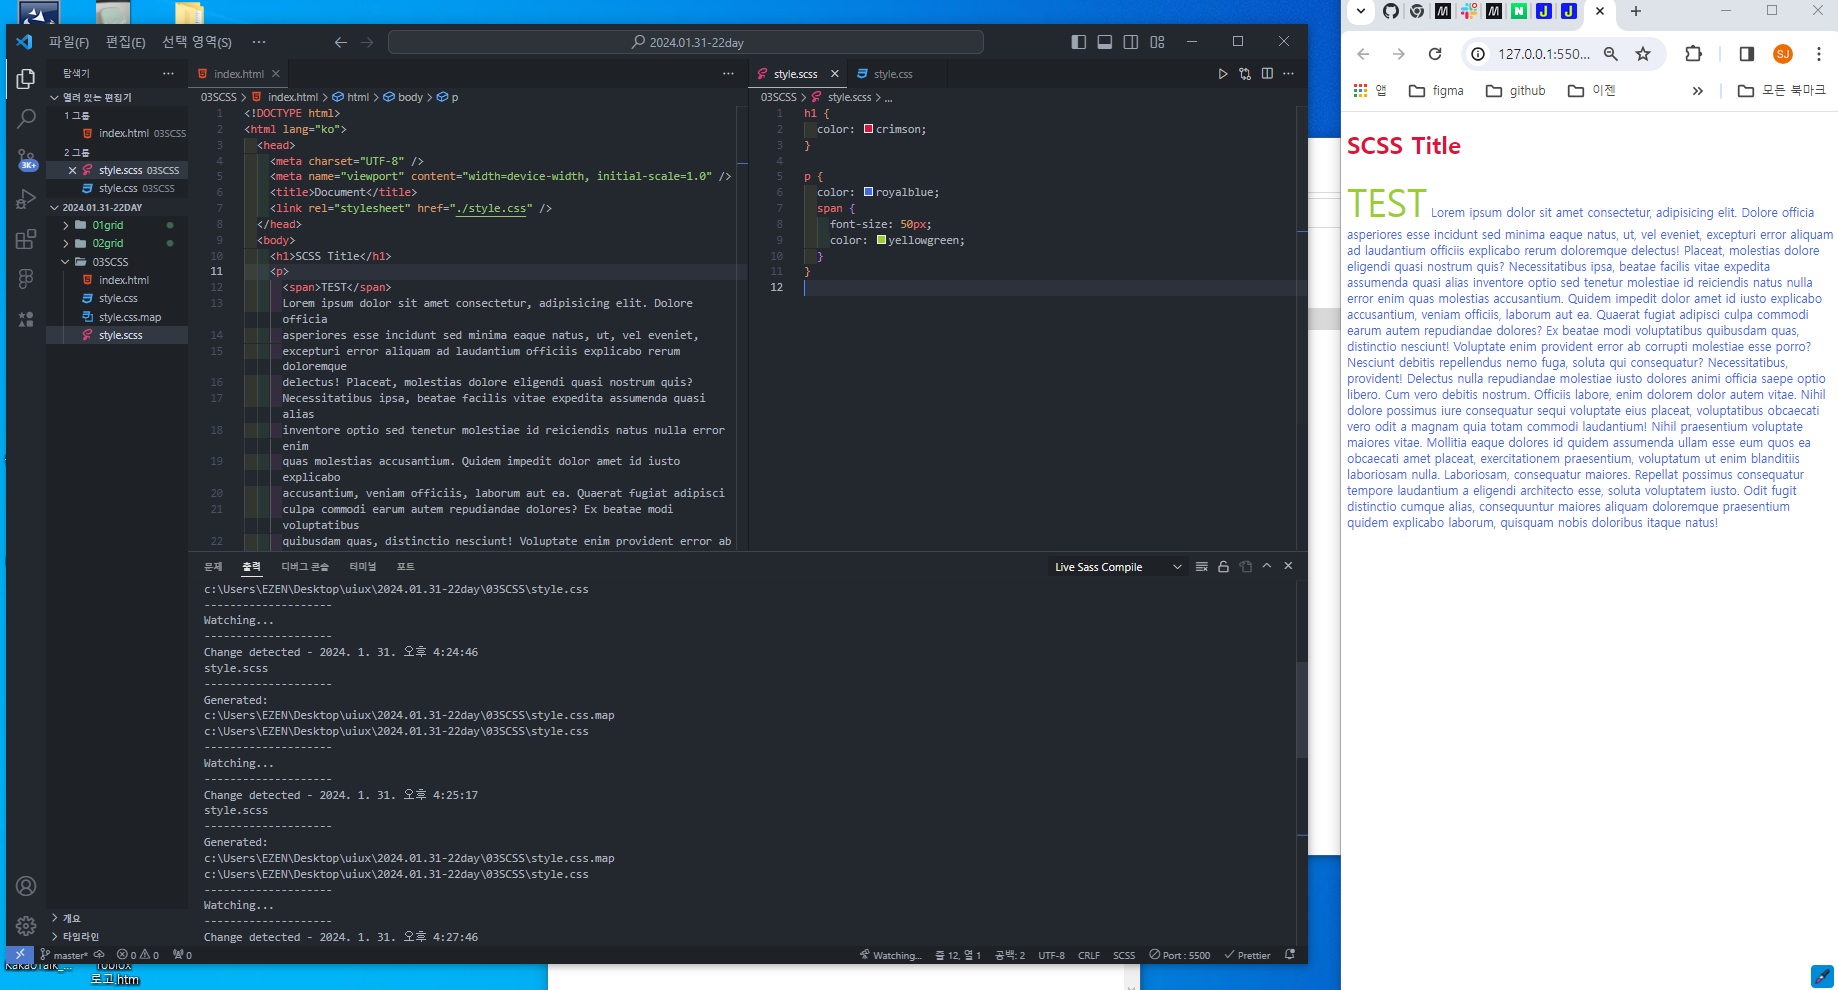 파일(F) 편집(E) 선택 영역(S) ···
2024.01.31-22day
탐색기
열려 있는 편집기
1 그룹
index.html 03SCSS
2 그룹
style.scss 03SCSS
style.css 03SCSS
2024.01.31-22DAY
01grid
02grid
03SCSS
index.html
style.css
style.css.map
style.scss
개요
타임라인
3K+
index.html
03SCSS > index.html > html > body > p
1 <!DOCTYPE html>
2 <html lang="ko">
3 <head>
4 <meta charset="UTF-8" />
5 <meta name="viewport" content="width=device-width, initial-scale=1.0" />
6 <title>Document</title>
7 <link rel="stylesheet" href="./style.css" />
8 </head>
9 <body>
10 <h1>SCSS Title</h1>
11 <p>
12 <span>TEST</span>
13 Lorem ipsum dolor sit amet consectetur, adipisicing elit. Dolore
officia
14 asperiores esse incidunt sed minima eaque natus, ut, vel eveniet,
15 excepturi error aliquam ad laudantium officiis explicabo rerum
doloremque
16 delectus! Placeat, molestias dolore eligendi quasi nostrum quis?
17 Necessitatibus ipsa, beatae facilis vitae expedita assumenda quasi
alias
18 inventore optio sed tenetur molestiae id reiciendis natus nulla error
enim
19 quas molestias accusantium. Quidem impedit dolor amet id iusto
explicabo
20 accusantium, veniam officiis, laborum aut ea. Quaerat fugiat adipisci
21 culpa commodi earum autem repudiandae dolores? Ex beatae modi
voluptatibus
22 quibusdam quas, distinctio nesciunt! Voluptate enim provident error ab
style.scss style.css
03SCSS > style.scss > ...
1 h1 {
2 color: crimson;
3 }
4
5 p {
6 color: royalblue;
7 span {
8 font-size: 50px;
9 color: yellowgreen;
10 }
11 }
12
문제 출력 디버그 콘솔 터미널 포트
Live Sass Compile
c:\Users\EZEN\Desktop\uiux\2024.01.31-22day\03SCSS\style.css
--------------------
Watching...
--------------------
Change detected - 2024. 1. 31. 오후 4:24:46
style.scss
--------------------
Generated:
c:\Users\EZEN\Desktop\uiux\2024.01.31-22day\03SCSS\style.css.map
c:\Users\EZEN\Desktop\uiux\2024.01.31-22day\03SCSS\style.css
--------------------
Watching...
--------------------
Change detected - 2024. 1. 31. 오후 4:25:17
style.scss
--------------------
Generated:
c:\Users\EZEN\Desktop\uiux\2024.01.31-22day\03SCSS\style.css.map
c:\Users\EZEN\Desktop\uiux\2024.01.31-22day\03SCSS\style.css
--------------------
Watching...
--------------------
Change detected - 2024. 1. 31. 오후 4:27:46
master* 0 0 0
Watching... 줄 12, 열 1 공백: 2 UTF-8 CRLF SCSS Port : 5500 Prettier
로고.htm
127.0.0.1:550...
SJ
앱 figma github 이젠 » 모든 북마크
SCSS Title
TEST Lorem ipsum dolor sit amet consectetur, adipisicing elit. Dolore officia
asperiores esse incidunt sed minima eaque natus, ut, vel eveniet, excepturi error aliquam
ad laudantium officiis explicabo rerum doloremque delectus! Placeat, molestias dolore
eligendi quasi nostrum quis? Necessitatibus ipsa, beatae facilis vitae expedita
assumenda quasi alias inventore optio sed tenetur molestiae id reiciendis natus nulla
error enim quas molestias accusantium. Quidem impedit dolor amet id iusto explicabo
accusantium, veniam officiis, laborum aut ea. Quaerat fugiat adipisci culpa commodi
earum autem repudiandae dolores? Ex beatae modi voluptatibus quibusdam quas,
distinctio nesciunt! Voluptate enim provident error ab corrupti molestiae esse porro?
Nesciunt debitis repellendus nemo fuga, soluta qui consequatur? Necessitatibus,
provident! Delectus nulla repudiandae molestiae iusto dolores animi officia saepe optio
libero. Cum vero debitis nostrum. Officiis labore, enim dolorem dolor autem vitae. Nihil
dolore possimus iure consequatur sequi voluptate eius placeat, voluptatibus obcaecati
vero odit a magnam quia totam commodi laudantium! Nihil praesentium voluptate
maiores vitae. Mollitia eaque dolores id quidem assumenda ullam esse eum quos ea
obcaecati amet placeat, exercitationem praesentium, voluptatum ut enim blanditiis
laboriosam nulla. Laboriosam, consequatur maiores. Repellat possimus consequatur
tempore laudantium a eligendi architecto esse, soluta voluptatem iusto. Odit fugit
distinctio cumque alias, consequuntur maiores aliquam doloremque praesentium
quidem explicabo laborum, quisquam nobis doloribus itaque natus!